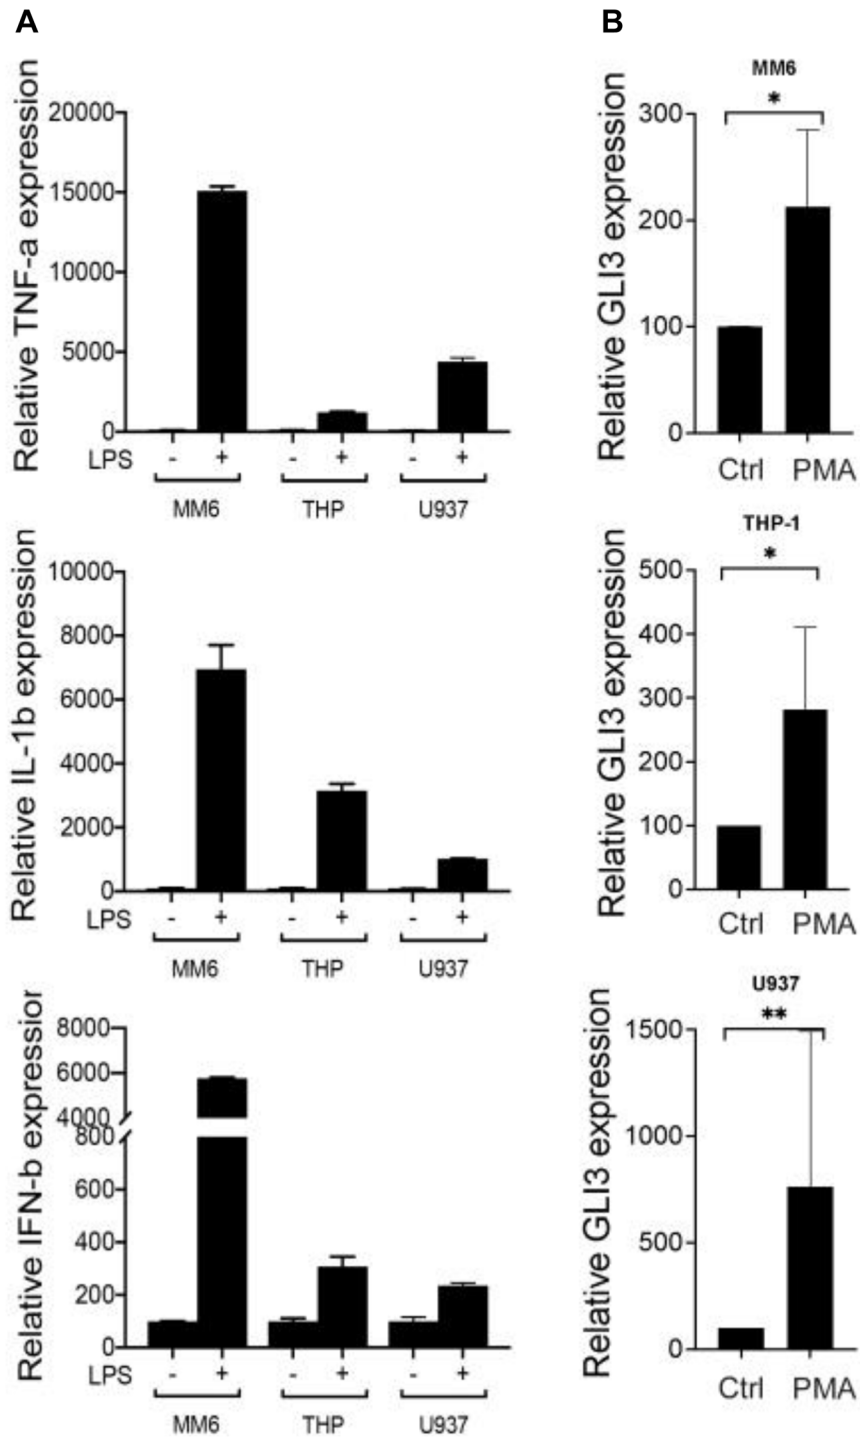 A
Relative TNF-a expression
20000
15000
10000
5000
0
LPS - + - + - +
MM6 THP U937
Relative IL-1b expression
10000
8000
6000
4000
2000
0
LPS - + - + - +
MM6 THP U937
Relative IFN-b expression
8000
6000
4000
800
600
400
200
0
LPS - + - + - +
MM6 THP U937
B
MM6
*
Relative GLI3 expression
300
200
100
0
Ctrl PMA
THP-1
*
Relative GLI3 expression
500
400
300
200
100
0
Ctrl PMA
U937
**
Relative GLI3 expression
1500
1000
500
0
Ctrl PMA